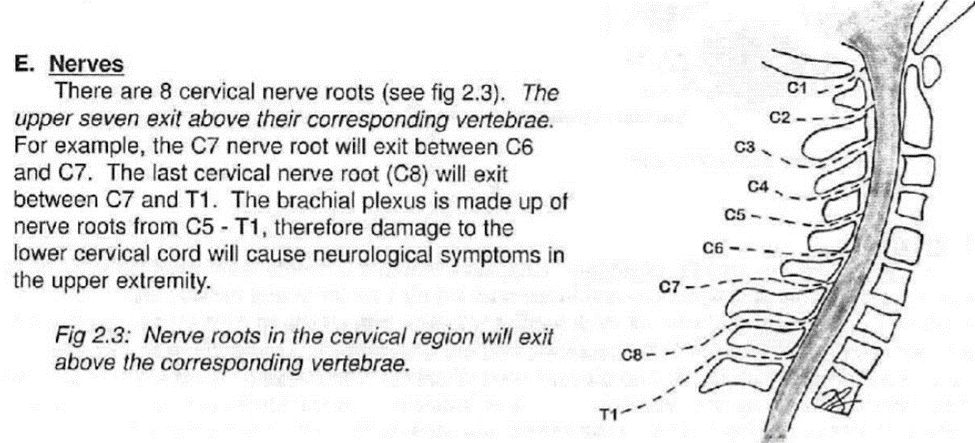 E. Nerves
There are 8 cervical nerve roots (see fig 2.3). The
upper seven exit above their corresponding vertebrae.
For example, the C7 nerve root will exit between C6
and C7. The last cervical nerve root (C8) will exit
between C7 and T1. The brachial plexus is made up of
nerve roots from C5 - T1, therefore damage to the
lower cervical cord will cause neurological symptoms in
the upper extremity.
Fig 2.3: Nerve roots in the cervical region will exit
above the corresponding vertebrae.
C1
C2
C3
C4
C5
C6
C7
C8
T1